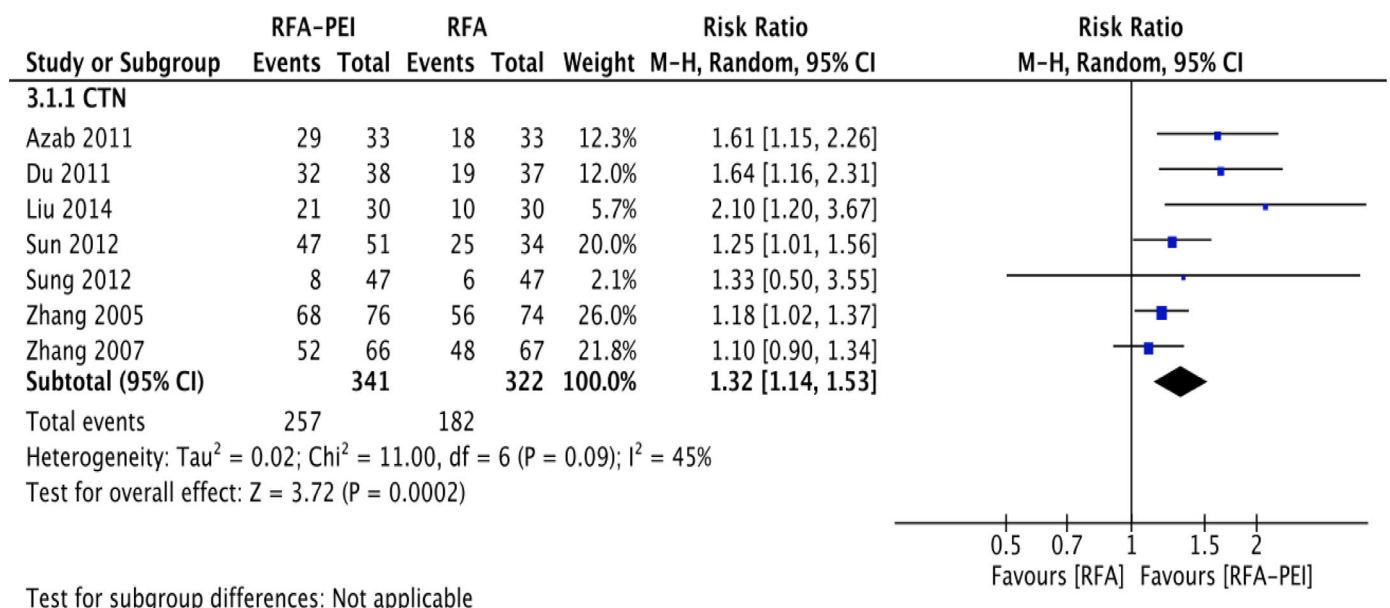 RFA-PEI RFA Risk Ratio Risk Ratio
Study or Subgroup Events Total Events Total Weight M-H, Random, 95% CI M-H, Random, 95% CI
3.1.1 CTN
Azab 2011 29 33 18 33 12.3% 1.61 [1.15, 2.26]
Du 2011 32 38 19 37 12.0% 1.64 [1.16, 2.31]
Liu 2014 21 30 10 30 5.7% 2.10 [1.20, 3.67]
Sun 2012 47 51 25 34 20.0% 1.25 [1.01, 1.56]
Sung 2012 8 47 6 47 2.1% 1.33 [0.50, 3.55]
Zhang 2005 68 76 56 74 26.0% 1.18 [1.02, 1.37]
Zhang 2007 52 66 48 67 21.8% 1.10 [0.90, 1.34]
Subtotal (95% CI) 341 322 100.0% 1.32 [1.14, 1.53]
Total events 257 182
Heterogeneity: Tau² = 0.02; Chi² = 11.00, df = 6 (P = 0.09); I² = 45%
Test for overall effect: Z = 3.72 (P = 0.0002)
0.5 0.7 1 1.5 2
Favours [RFA] Favours [RFA-PEI]
Test for subgroup differences: Not applicable